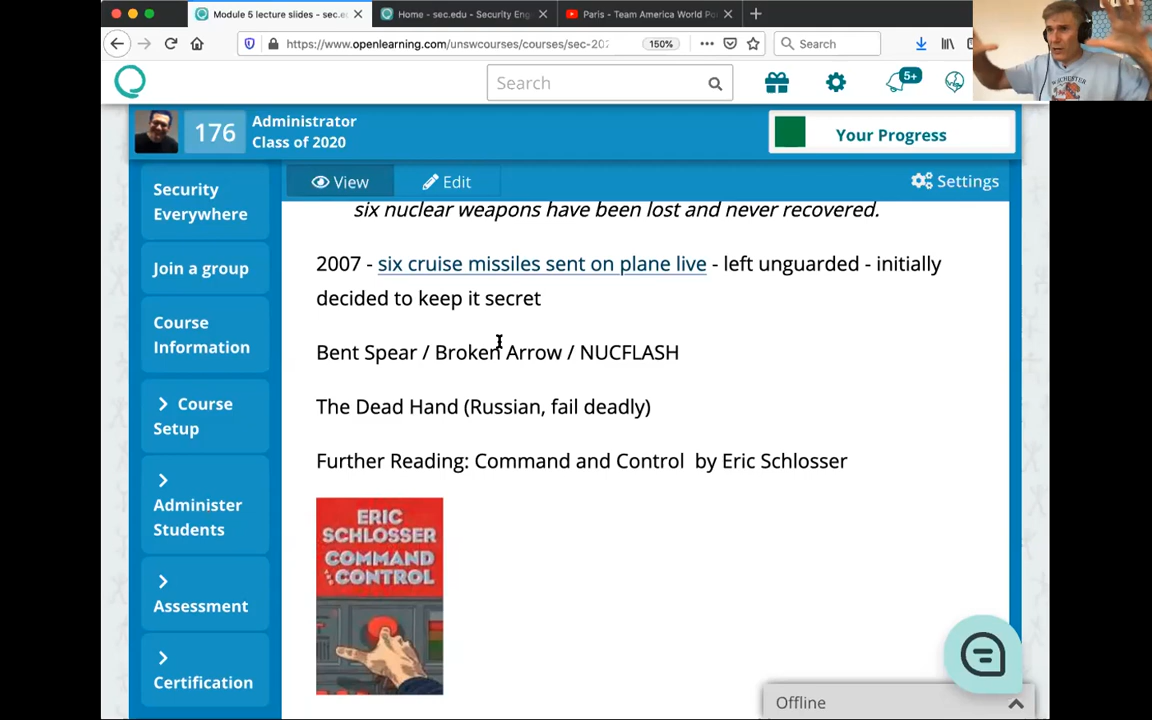 Module 5 lecture slides - sec.e
Home - sec.edu - Security Eng
Paris - Team America World Po
https://www.openlearning.com/unswcourses/courses/sec-20
150%
Search
Search
5+
176
Administrator
Class of 2020
Your Progress
View
Edit
Settings
Security
Everywhere
Join a group
Course
Information
Course
Setup
Administer
Students
Assessment
Certification
six nuclear weapons have been lost and never recovered.
2007 - six cruise missiles sent on plane live - left unguarded - initially
decided to keep it secret
Bent Spear / Broken Arrow / NUCFLASH
The Dead Hand (Russian, fail deadly)
Further Reading: Command and Control by Eric Schlosser
ERIC
SCHLOSSER
COMMAND
CONTROL
Offline